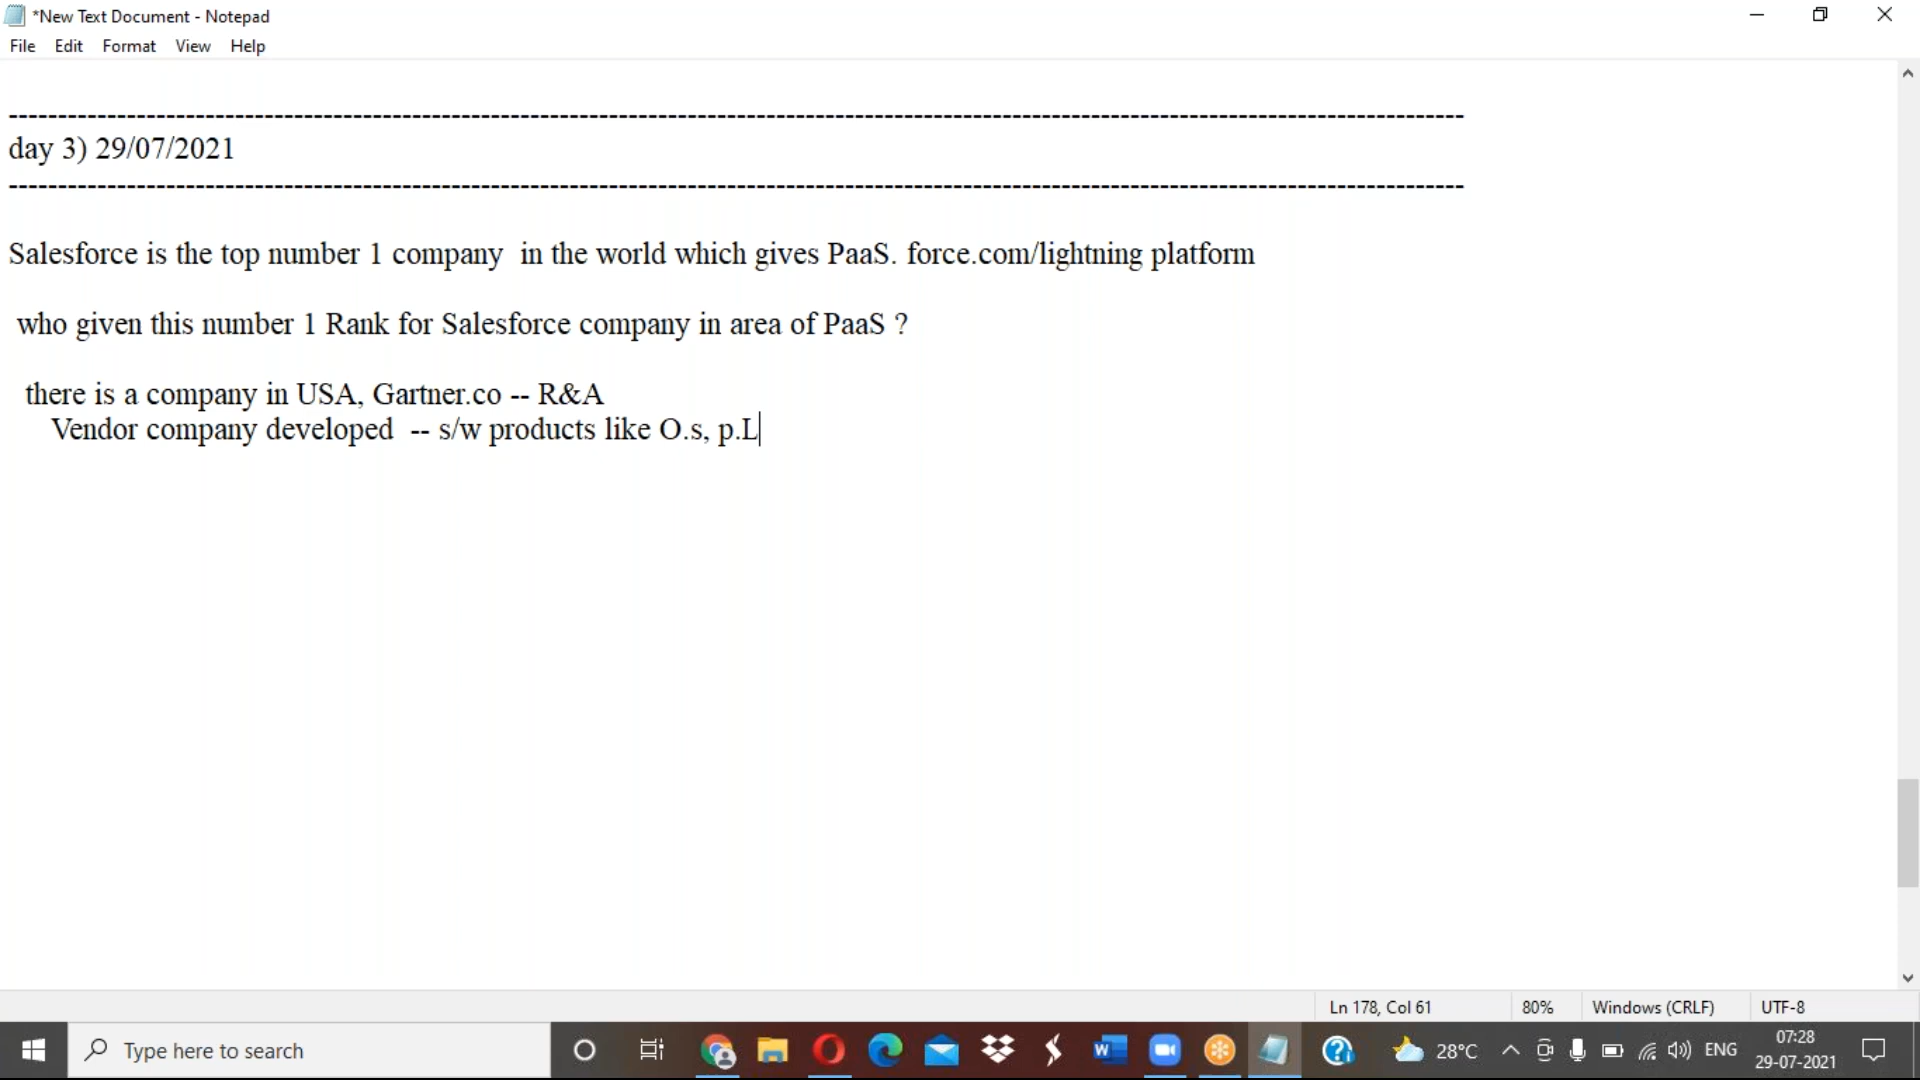 *New Text Document - Notepad
File Edit Format View Help
--------------------------------------------------------------------------------------------------------------------------------------------------------------
day 3) 29/07/2021
--------------------------------------------------------------------------------------------------------------------------------------------------------------
Salesforce is the top number 1 company  in the world which gives PaaS. force.com/lightning platform
who given this number 1 Rank for Salesforce company in area of PaaS ?
there is a company in USA, Gartner.co -- R&A
Vendor company developed  -- s/w products like O.s, p.L
Ln 178, Col 61 80% Windows (CRLF) UTF-8
Type here to search 28°C ENG 07:28
29-07-2021